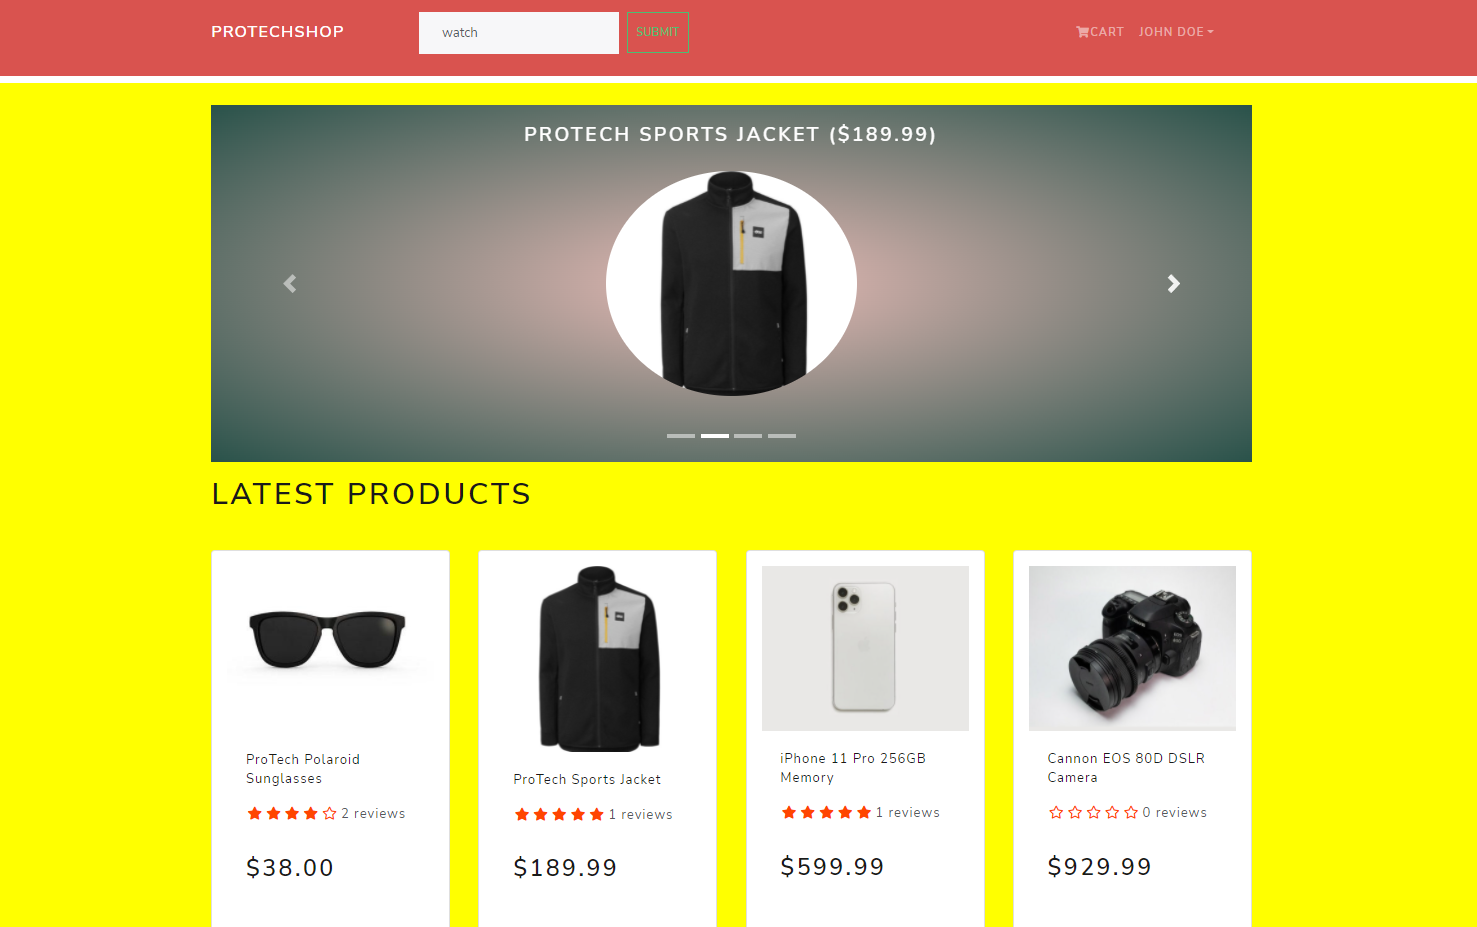 PROTECHSHOP
watch
SUBMIT
CART
JOHN DOE
PROTECH SPORTS JACKET ($189.99)
LATEST PRODUCTS
ProTech Polaroid
Sunglasses
2 reviews
$38.00
ProTech Sports Jacket
1 reviews
$189.99
iPhone 11 Pro 256GB
Memory
1 reviews
$599.99
Cannon EOS 80D DSLR
Camera
0 reviews
$929.99